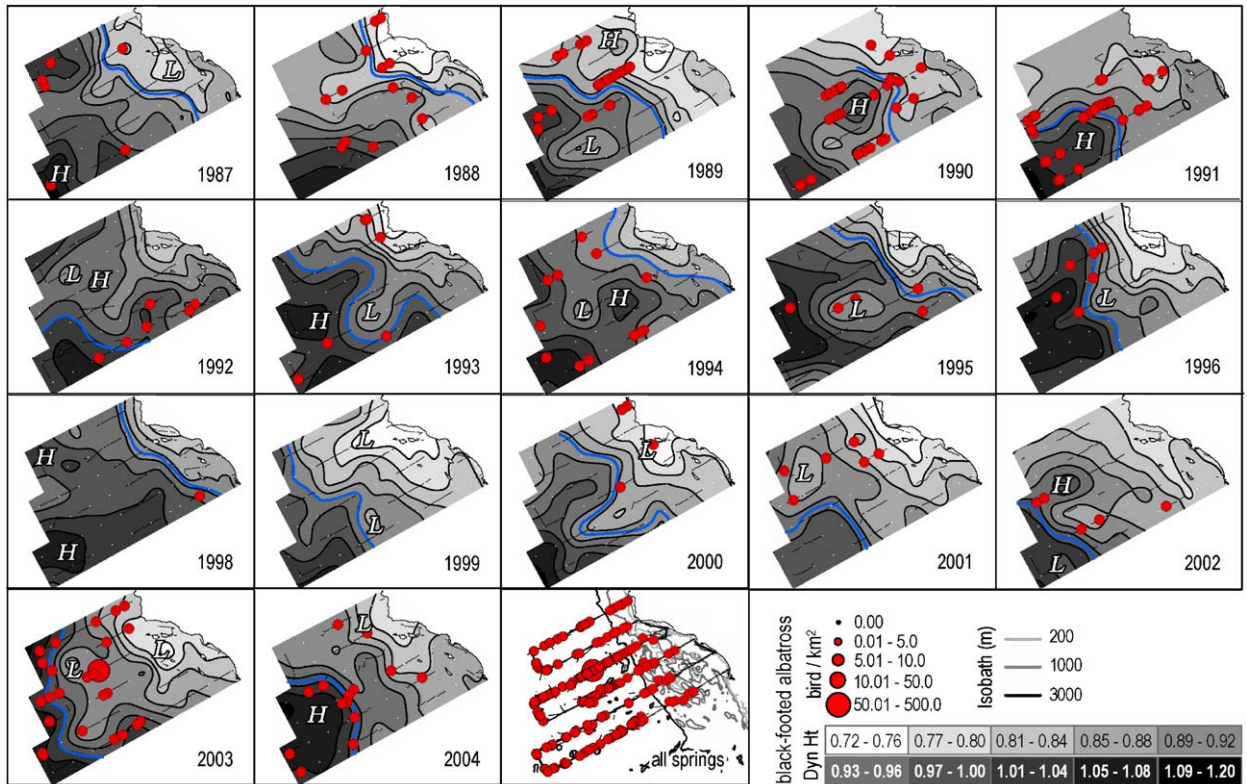 L
H
1987
1988
H
L
1989
H
1990
H
1991
L
H
1992
L
H
1993
H
L
1994
L
1995
L
1996
H
H
1998
L
L
1999
L
2000
L
2001
H
L
2002
L
L
2003
L
H
2004
all springs
black-footed albatross
bird / km²
0.00
0.01 - 5.0
5.01 - 10.0
10.01 - 50.0
50.01 - 500.0
Isobath (m)
200
1000
3000
Dyn Ht
0.72 - 0.76 0.77 - 0.80 0.81 - 0.84 0.85 - 0.88 0.89 - 0.92
0.93 - 0.96 0.97 - 1.00 1.01 - 1.04 1.05 - 1.08 1.09 - 1.20